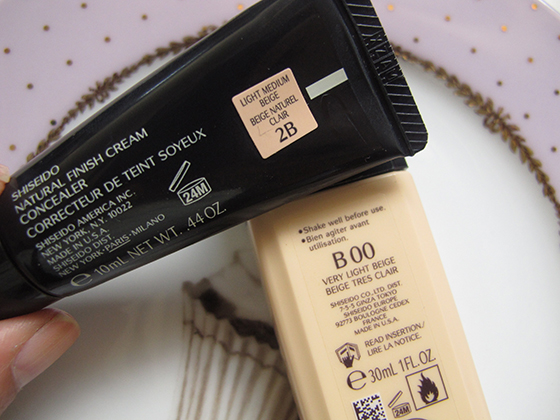 LIGHT MEDIUM
BEIGE
BEIGE NATUREL
CLAIR
2B
SHISEIDO
NATURAL FINISH CREAM
CONCEALER
CORRECTEUR DE TEINT SOYEUX
SHISEIDO AMERICA INC.
NEW YORK, N.Y. 10022
MADE IN U.S.A.
SHISEIDO DIST.
NEW YORK·PARIS·MILANO
e 10mL NET WT. .44 OZ.
24M
•Shake well before use.
•Bien agiter avant
utilisation.
B00
VERY LIGHT BEIGE
BEIGE TRES CLAIR
SHISEIDO CO.,LTD. DIST.
7-5-5 GINZA TOKYO
SHISEIDO EUROPE
92773 BOULOGNE CEDEX
FRANCE
MADE IN U.S.A.
READ INSERTION/
LIRE LA NOTICE.
e 30mL 1FL.OZ.
24M